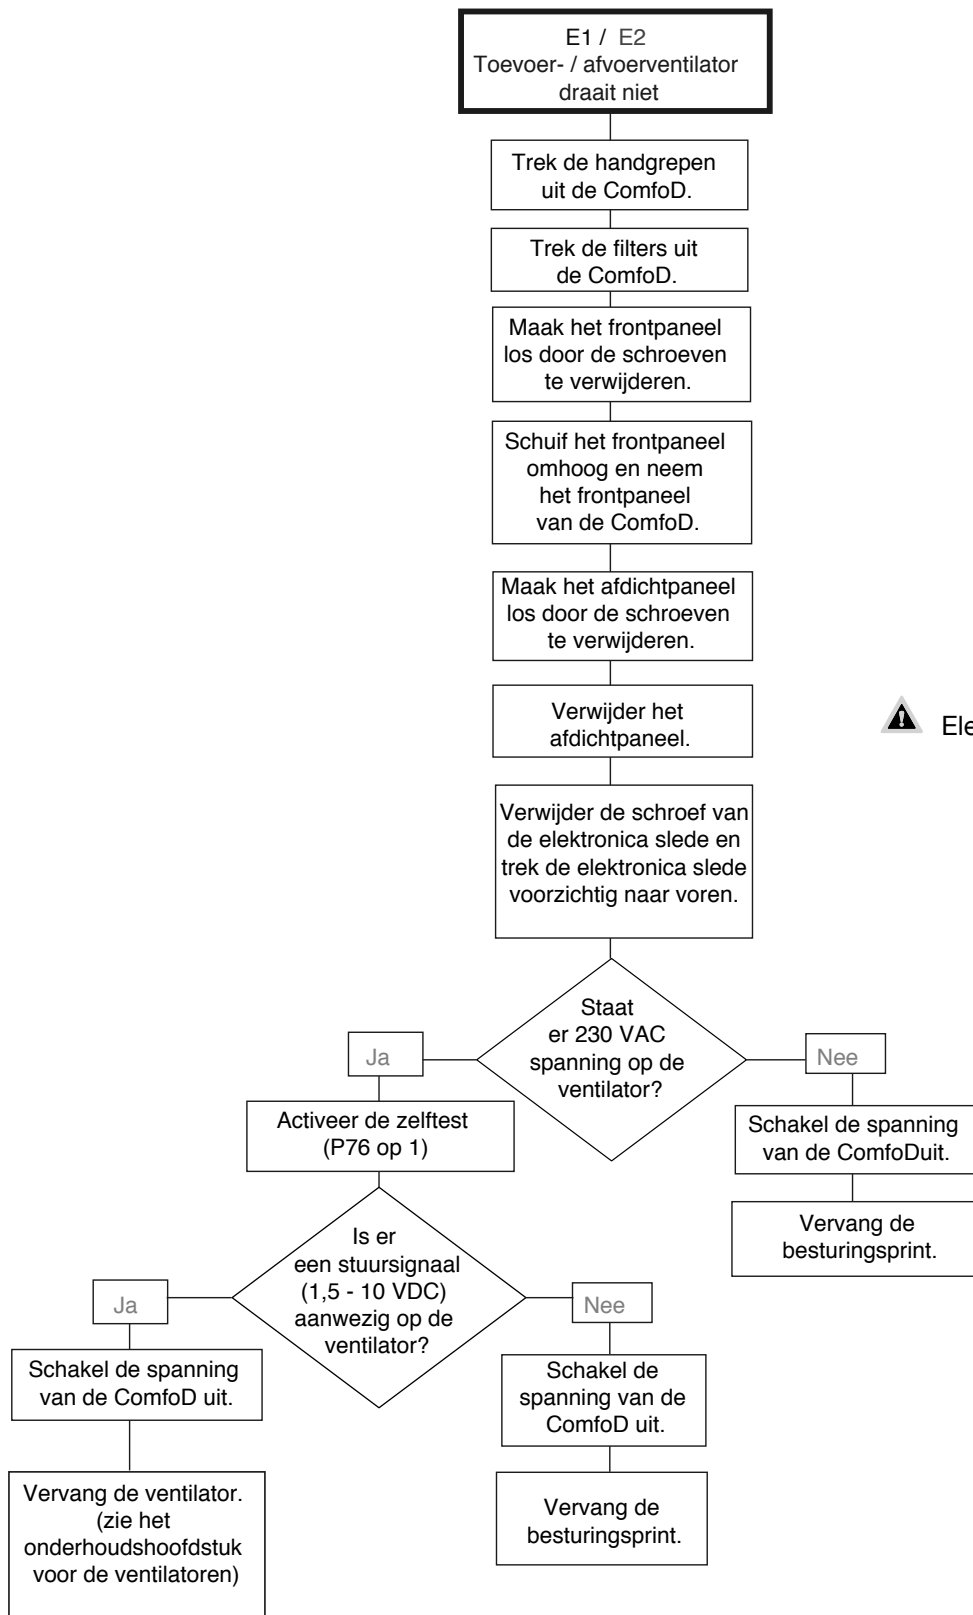 E1 / E2
Toevoer- / afvoerventilator
draait niet
Trek de handgrepen
uit de ComfoD.
Trek de filters uit
de ComfoD.
Maak het frontpaneel
los door de schroeven
te verwijderen.
Schuif het frontpaneel
omhoog en neem
het frontpaneel
van de ComfoD.
Maak het afdichtpaneel
los door de schroeven
te verwijderen.
Verwijder het
afdichtpaneel.
Ele
Verwijder de schroef van
de elektronica slede en
trek de elektronica slede
voorzichtig naar voren.
Staat
er 230 VAC
spanning op de
ventilator?
Ja
Nee
Activeer de zelftest
(P76 op 1)
Schakel de spanning
van de ComfoDuit.
Vervang de
besturingsprint.
Is er
een stuursignaal
(1,5 - 10 VDC)
aanwezig op de
ventilator?
Ja
Nee
Schakel de spanning
van de ComfoD uit.
Vervang de ventilator.
(zie het
onderhoudshoofdstuk
voor de ventilatoren)
Schakel de
spanning van de
ComfoD uit.
Vervang de
besturingsprint.